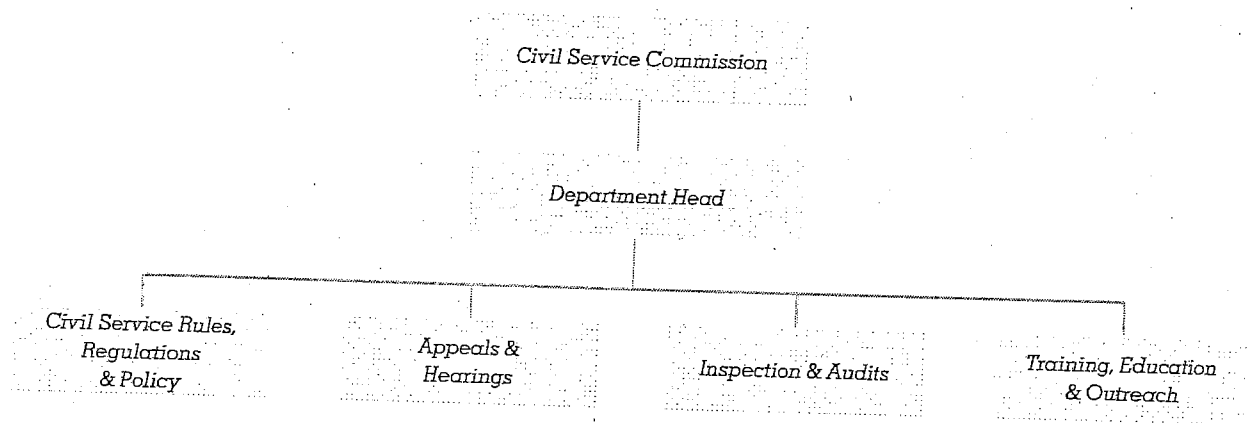 Civil Service Commission
Department Head
Civil Service Rules,
Regulations
& Policy
Appeals &
Hearings
Inspection & Audits
Training, Education
& Outreach